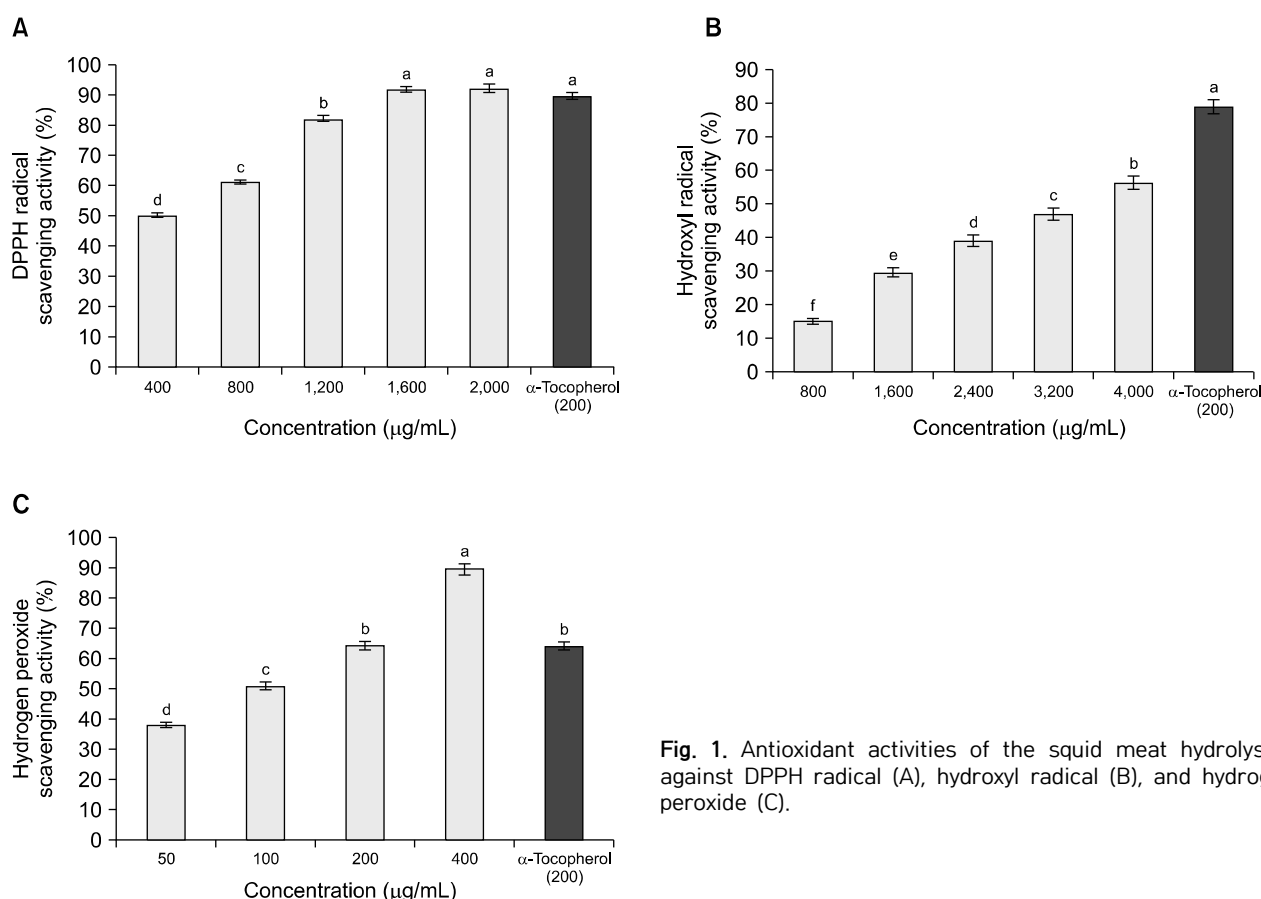 A
DPPH radical
scavenging activity (%)
100
90
80
70
60
50
40
30
20
10
0
d
c
b
a
a
a
400
800
1,200
1,600
2,000
α-Tocopherol
(200)
Concentration (μg/mL)
B
Hydroxyl radical
scavenging activity (%)
90
80
70
60
50
40
30
20
10
0
f
e
d
c
b
a
800
1,600
2,400
3,200
4,000
α-Tocopherol
(200)
Concentration (μg/mL)
C
Hydrogen peroxide
scavenging activity (%)
100
90
80
70
60
50
40
30
20
10
0
d
c
b
a
b
50
100
200
400
α-Tocopherol
(200)
Concentration (μg/mL)
Fig. 1. Antioxidant activities of the squid meat hydrolys
against DPPH radical (A), hydroxyl radical (B), and hydrog
peroxide (C).